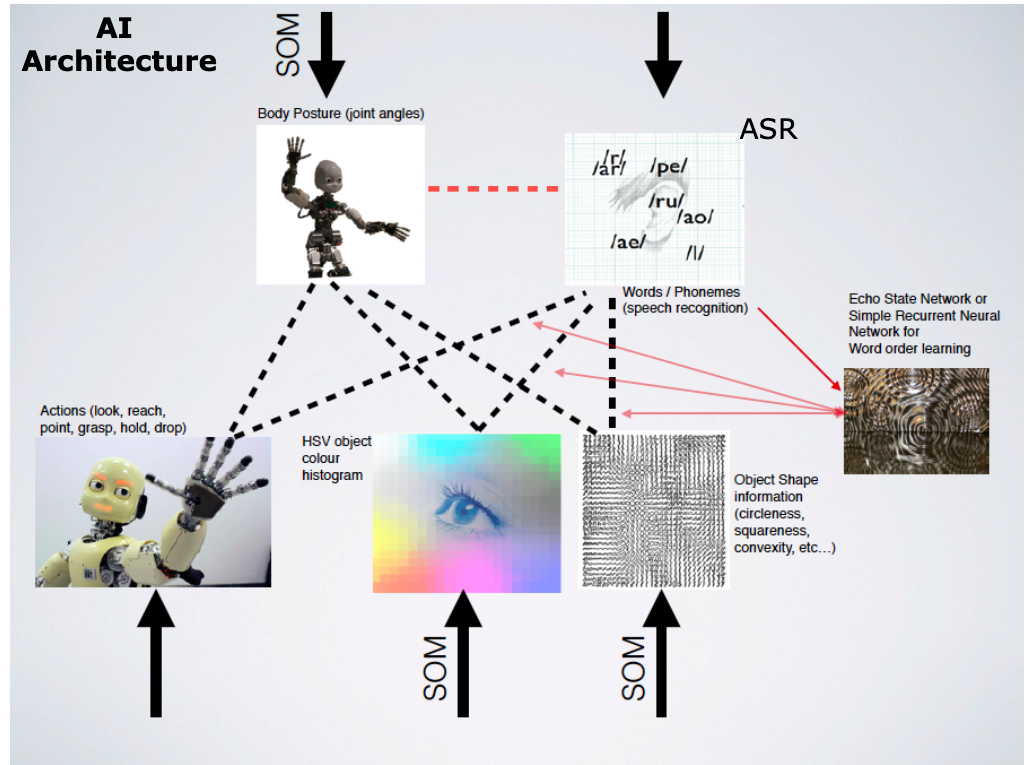 AI
Architecture
SOM
Body Posture (joint angles)
ASR
/r/
/ar/
/pe/
/ru/
/ao/
/ae/
/l/
Words / Phonemes
(speech recognition)
Echo State Network or
Simple Recurrent Neural
Network for
Word order learning
Actions (look, reach,
point, grasp, hold, drop)
HSV object
colour
histogram
Object Shape
information
(circleness,
squareness,
convexity, etc…)
SOM
SOM